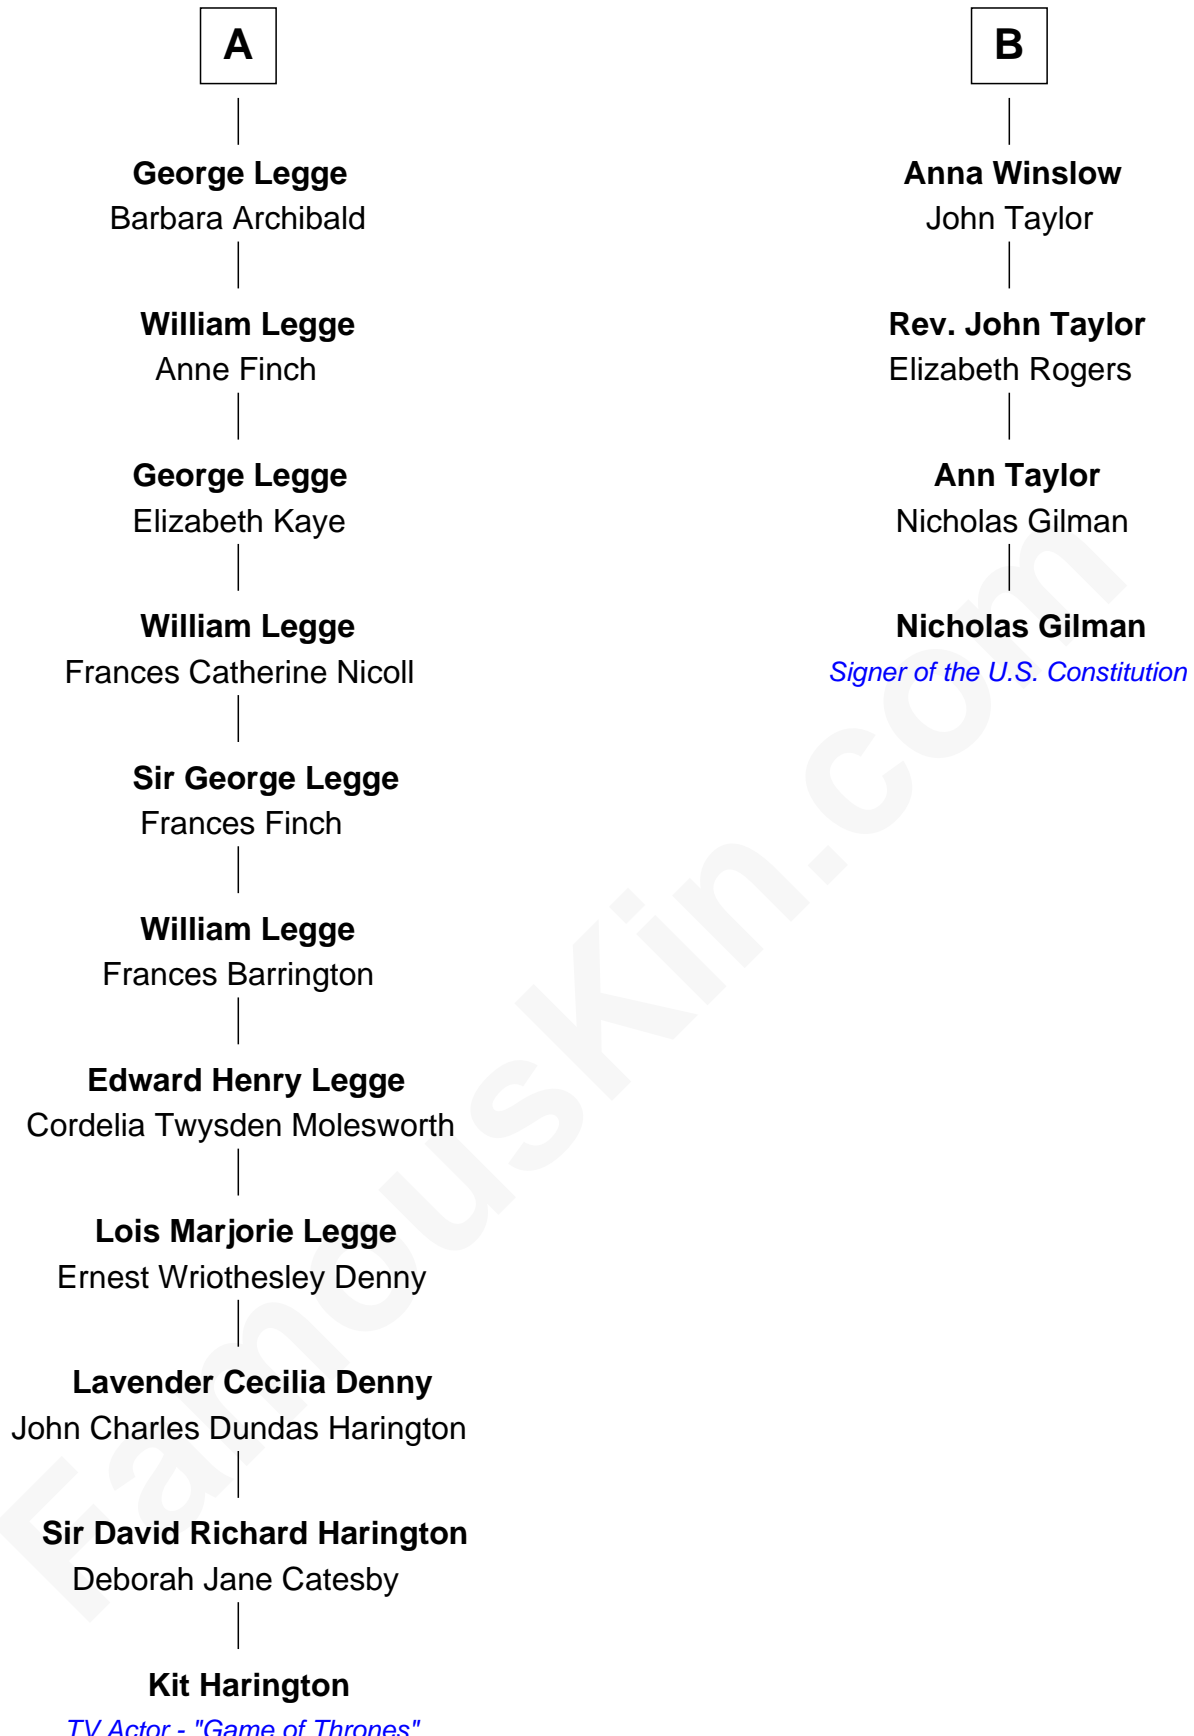 A
George Legge
Barbara Archibald
William Legge
Anne Finch
George Legge
Elizabeth Kaye
William Legge
Frances Catherine Nicoll
Sir George Legge
Frances Finch
William Legge
Frances Barrington
Edward Henry Legge
Cordelia Twysden Molesworth
Lois Marjorie Legge
Ernest Wriothesley Denny
Lavender Cecilia Denny
John Charles Dundas Harington
Sir David Richard Harington
Deborah Jane Catesby
Kit Harington
TV Actor - "Game of Thrones"
B
Anna Winslow
John Taylor
Rev. John Taylor
Elizabeth Rogers
Ann Taylor
Nicholas Gilman
Nicholas Gilman
Signer of the U.S. Constitution
FamousKin.com